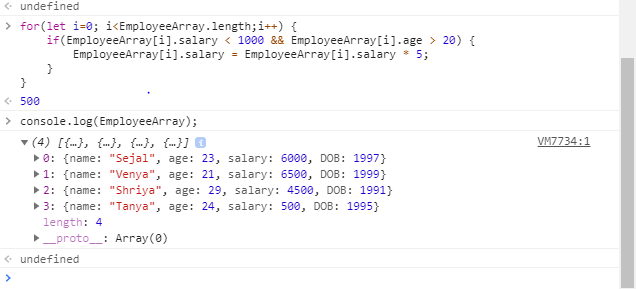 undefined
for(let i=0; i<EmployeeArray.length;i++) {
if(EmployeeArray[i].salary < 1000 && EmployeeArray[i].age > 20) {
EmployeeArray[i].salary = EmployeeArray[i].salary * 5;
}
}
500
console.log(EmployeeArray);
VM7734:1
(4) [{…}, {…}, {…}, {…}] i
0: {name: "Sejal", age: 23, salary: 6000, DOB: 1997}
1: {name: "Venya", age: 21, salary: 6500, DOB: 1999}
2: {name: "Shriya", age: 29, salary: 4500, DOB: 1991}
3: {name: "Tanya", age: 24, salary: 500, DOB: 1995}
length: 4
__proto__: Array(0)
undefined